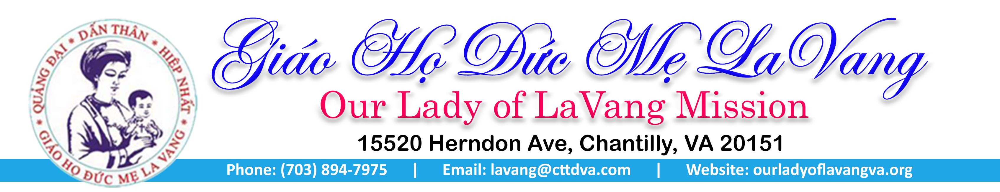 QUẢNG ĐẠI * DẤN THÂN * HIỆP NHẤT *
* GIÁO HỌ ĐỨC MẸ LA VANG
Giáo Họ Đức Mẹ La Vang
Our Lady of LaVang Mission
15520 Herndon Ave, Chantilly, VA 20151
Phone: (703) 894-7975 | Email: lavang@cttdva.com | Website: ourladyoflavangva.org